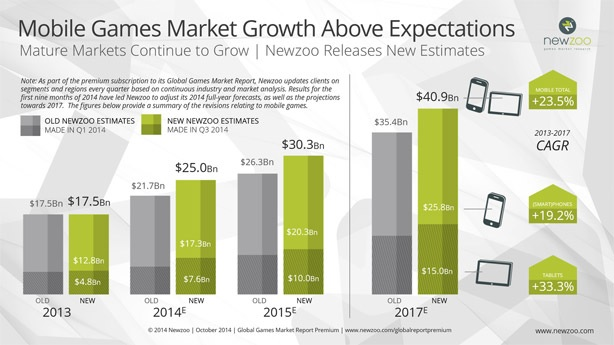 Mobile Games Market Growth Above Expectations
Mature Markets Continue to Grow | Newzoo Releases New Estimates
newzoo
games market research
Note: As part of the premium subscription to its Global Games Market Report, Newzoo updates clients on
segments and regions every quarter based on continuous industry and market analysis. Results for the
first nine months of 2014 have led Newzoo to adjust its 2014 full-year forecasts, as well as the projections
towards 2017. The figures below provide a summary of the revisions relating to mobile games.
OLD NEWZOO ESTIMATES
MADE IN Q1 2014
NEW NEWZOO ESTIMATES
MADE IN Q3 2014
$17.5Bn
$17.5Bn
$12.8Bn
$4.8Bn
OLD
NEW
2013
$21.7Bn
$25.0Bn
$17.3Bn
$7.6Bn
OLD
NEW
2014E
$26.3Bn
$30.3Bn
$20.3Bn
$10.0Bn
OLD
NEW
2015E
$35.4Bn
$40.9Bn
$25.8Bn
$15.0Bn
OLD
NEW
2017E
MOBILE TOTAL
+23.5%
2013-2017
CAGR
(SMARTPHONES
+19.2%
TABLETS
+33.3%
© 2014 Newzoo | October 2014 | Global Games Market Report Premium | www.newzoo.com/globalreportpremium
www.newzoo.com